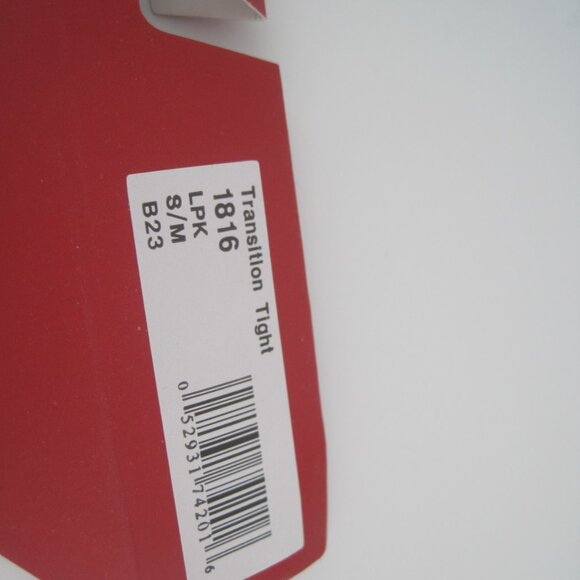 Transition Tight
1816
LPK
S/M
B23
0 52931 74201 6